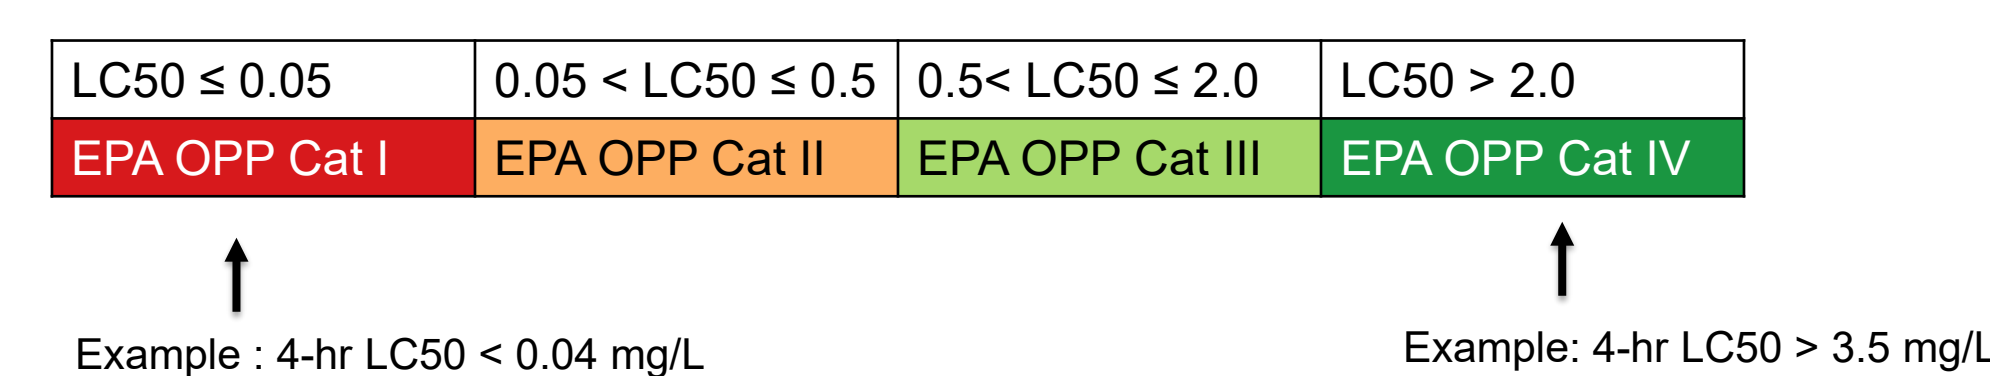 LC50 ≤ 0.05 0.05 < LC50 ≤ 0.5 0.5< LC50 ≤ 2.0 LC50 > 2.0
EPA OPP Cat I EPA OPP Cat II EPA OPP Cat III EPA OPP Cat IV
Example : 4-hr LC50 < 0.04 mg/L
Example: 4-hr LC50 > 3.5 mg/L